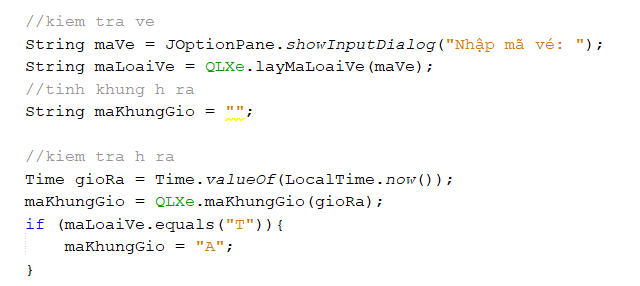 //kiem tra ve
String maVe = JOptionPane.showInputDialog("Nhập mã vé: ");
String maLoaiVe = QLXe.layMaLoaiVe(maVe);
//tinh khung h ra
String maKhungGio = "";
//kiem tra h ra
Time gioRa = Time.valueOf(LocalTime.now());
maKhungGio = QLXe.maKhungGio(gioRa);
if (maLoaiVe.equals("T")){
    maKhungGio = "A";
}